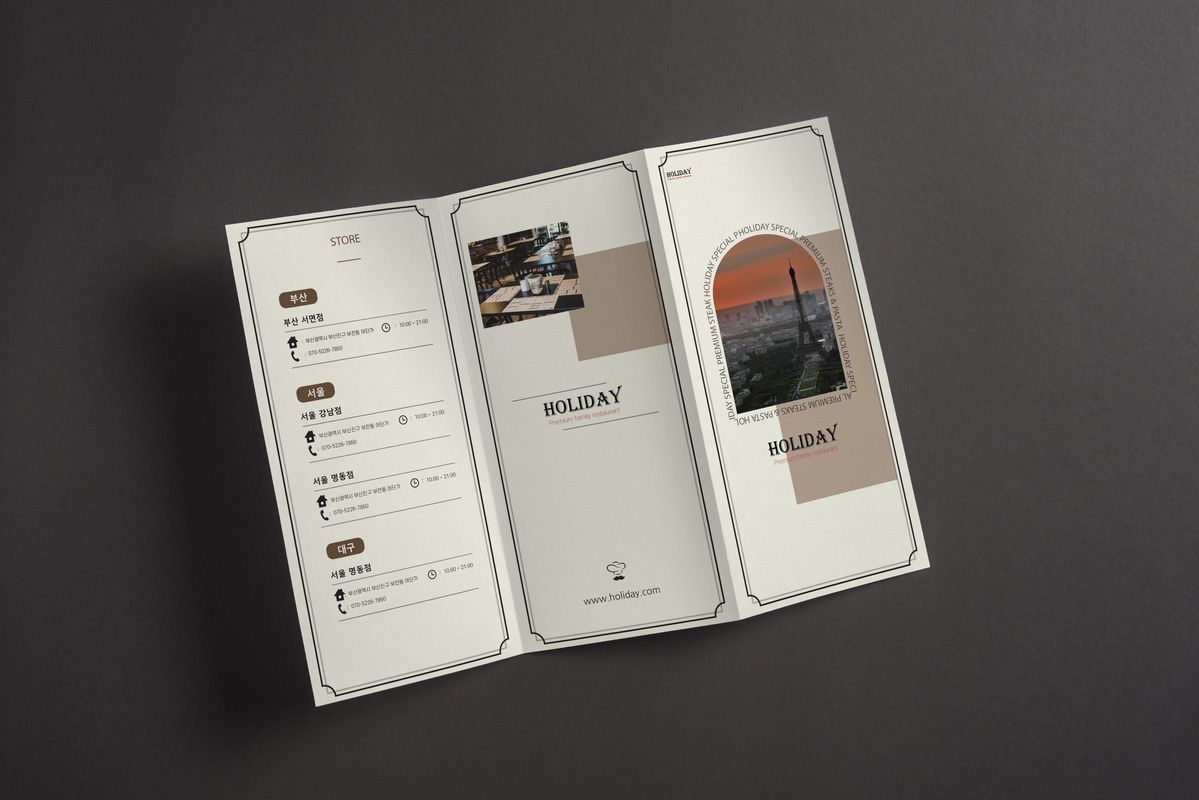 STORE
부산
부산 서면점
: 부산광역시 부산진구 부전동 어딘가
: 10:00 ~ 21:00
: 070-5226-7850
서울
서울 강남점
: 부산광역시 부산진구 부전동 어딘가
: 10:00 ~ 21:00
: 070-5226-7850
서울 명동점
: 부산광역시 부산진구 부전동 어딘가
: 10:00 ~ 21:00
: 070-5226-7850
대구
서울 명동점
: 부산광역시 부산진구 부전동 어딘가
: 10:00 ~ 21:00
: 070-5226-7850
HOLIDAY
Premium family restaurant
www.holiday.com
HOLIDAY
IDAY SPECIAL PREMIUM STEAK HOLIDAY SPECIAL PHOLIDAY SPECIAL PREMIUM STEAKS & PASTA HOLIDAY SPECI
AL PREMIUM STEAKS & PASTA HOL
HOLIDAY
Premium family restaurant